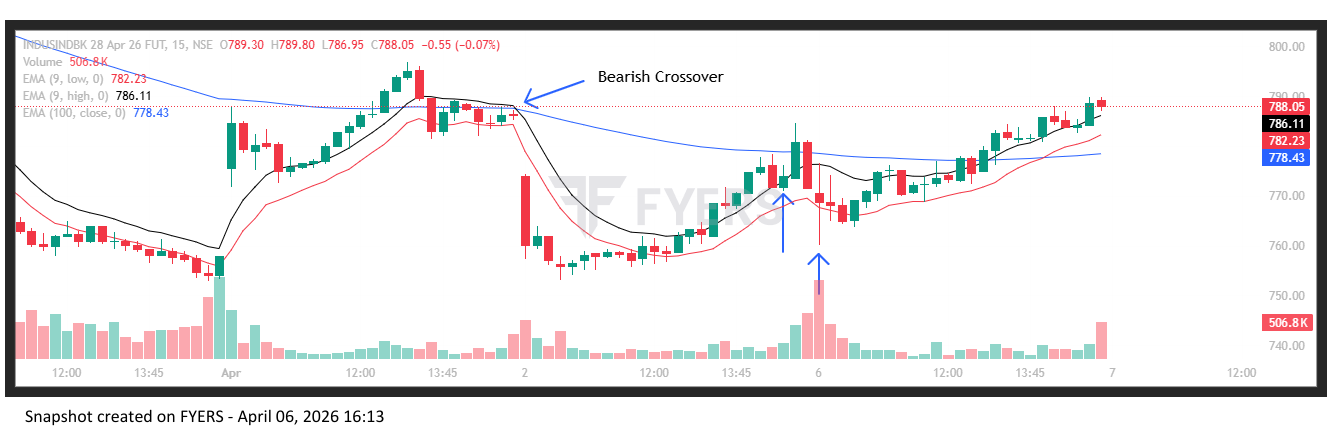 INDUSINDBK 28 Apr 26 FUT, 15, NSE O789.30 H789.80 L786.95 C788.05 −0.55 (−0.07%)
Volume 506.8K
EMA (9, low, 0) 782.23
EMA (9, high, 0) 786.11
EMA (100, close, 0) 778.43
Bearish Crossover
800.00
790.00
788.05
786.11
782.23
778.43
770.00
760.00
750.00
506.8K
740.00
FYERS
12:00 13:45 Apr 12:00 13:45 2 12:00 13:45 6 12:00 13:45 7 12:00
Snapshot created on FYERS - April 06, 2026 16:13